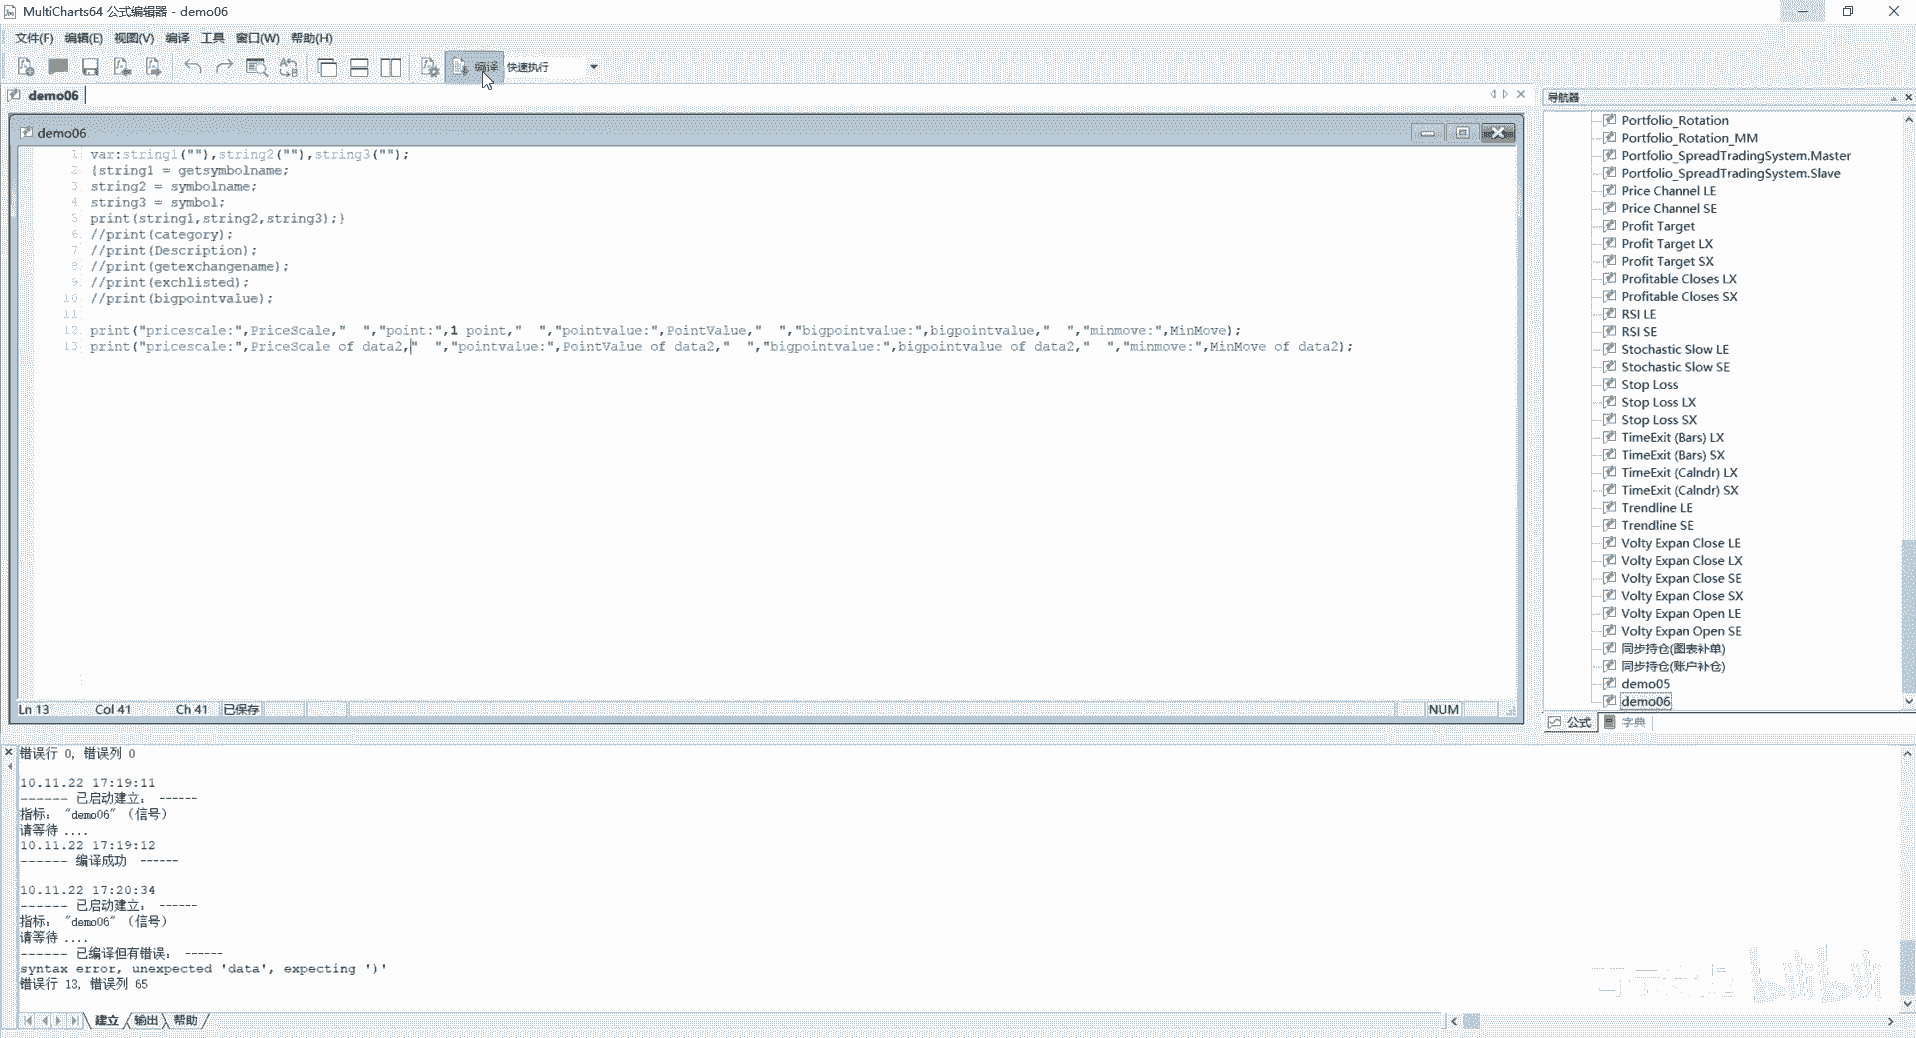 MultiCharts64 公式编辑器 - demo06
文件(F) 编辑(E) 视图(V) 编译 工具 窗口(W) 帮助(H)
编译 快速执行
demo06
导航器
demo06
1 var:string1(""),string2(""),string3("");
2 {string1 = getsymbolname;
3 string2 = symbolname;
4 string3 = symbol;
5 print(string1,string2,string3);}
6 //print(category);
7 //print(Description);
8 //print(getexchangename);
9 //print(exchlisted);
10 //print(bigpointvalue);
11
12 print("pricescale:",PriceScale,"  ","point:",1 point,"  ","pointvalue:",PointValue,"  ","bigpointvalue:",bigpointvalue,"  ","minmove:",MinMove);
13 print("pricescale:",PriceScale of data2,"  ","pointvalue:",PointValue of data2,"  ","bigpointvalue:",bigpointvalue of data2,"  ","minmove:",MinMove of data2);
Ln 13 Col 41 Ch 41 已保存 NUM
Portfolio_Rotation
Portfolio_Rotation_MM
Portfolio_SpreadTradingSystem.Master
Portfolio_SpreadTradingSystem.Slave
Price Channel LE
Price Channel SE
Profit Target
Profit Target LX
Profit Target SX
Profitable Closes LX
Profitable Closes SX
RSI LE
RSI SE
Stochastic Slow LE
Stochastic Slow SE
Stop Loss
Stop Loss LX
Stop Loss SX
TimeExit (Bars) LX
TimeExit (Bars) SX
TimeExit (Calndr) LX
TimeExit (Calndr) SX
Trendline LE
Trendline SE
Volty Expan Close LE
Volty Expan Close LX
Volty Expan Close SE
Volty Expan Close SX
Volty Expan Open LE
Volty Expan Open SE
同步持仓(图表补单)
同步持仓(账户补仓)
demo05
demo06
公式 字典
错误行 0, 错误列 0
10.11.22 17:19:11
------ 已启动建立： ------
指标： "demo06" （信号）
请等待 ....
10.11.22 17:19:12
------ 编译成功 ------
10.11.22 17:20:34
------ 已启动建立： ------
指标： "demo06" （信号）
请等待 ....
------ 已编译但有错误： ------
syntax error, unexpected 'data', expecting ')'
错误行 13, 错误列 65
建立 输出 帮助
bilibili